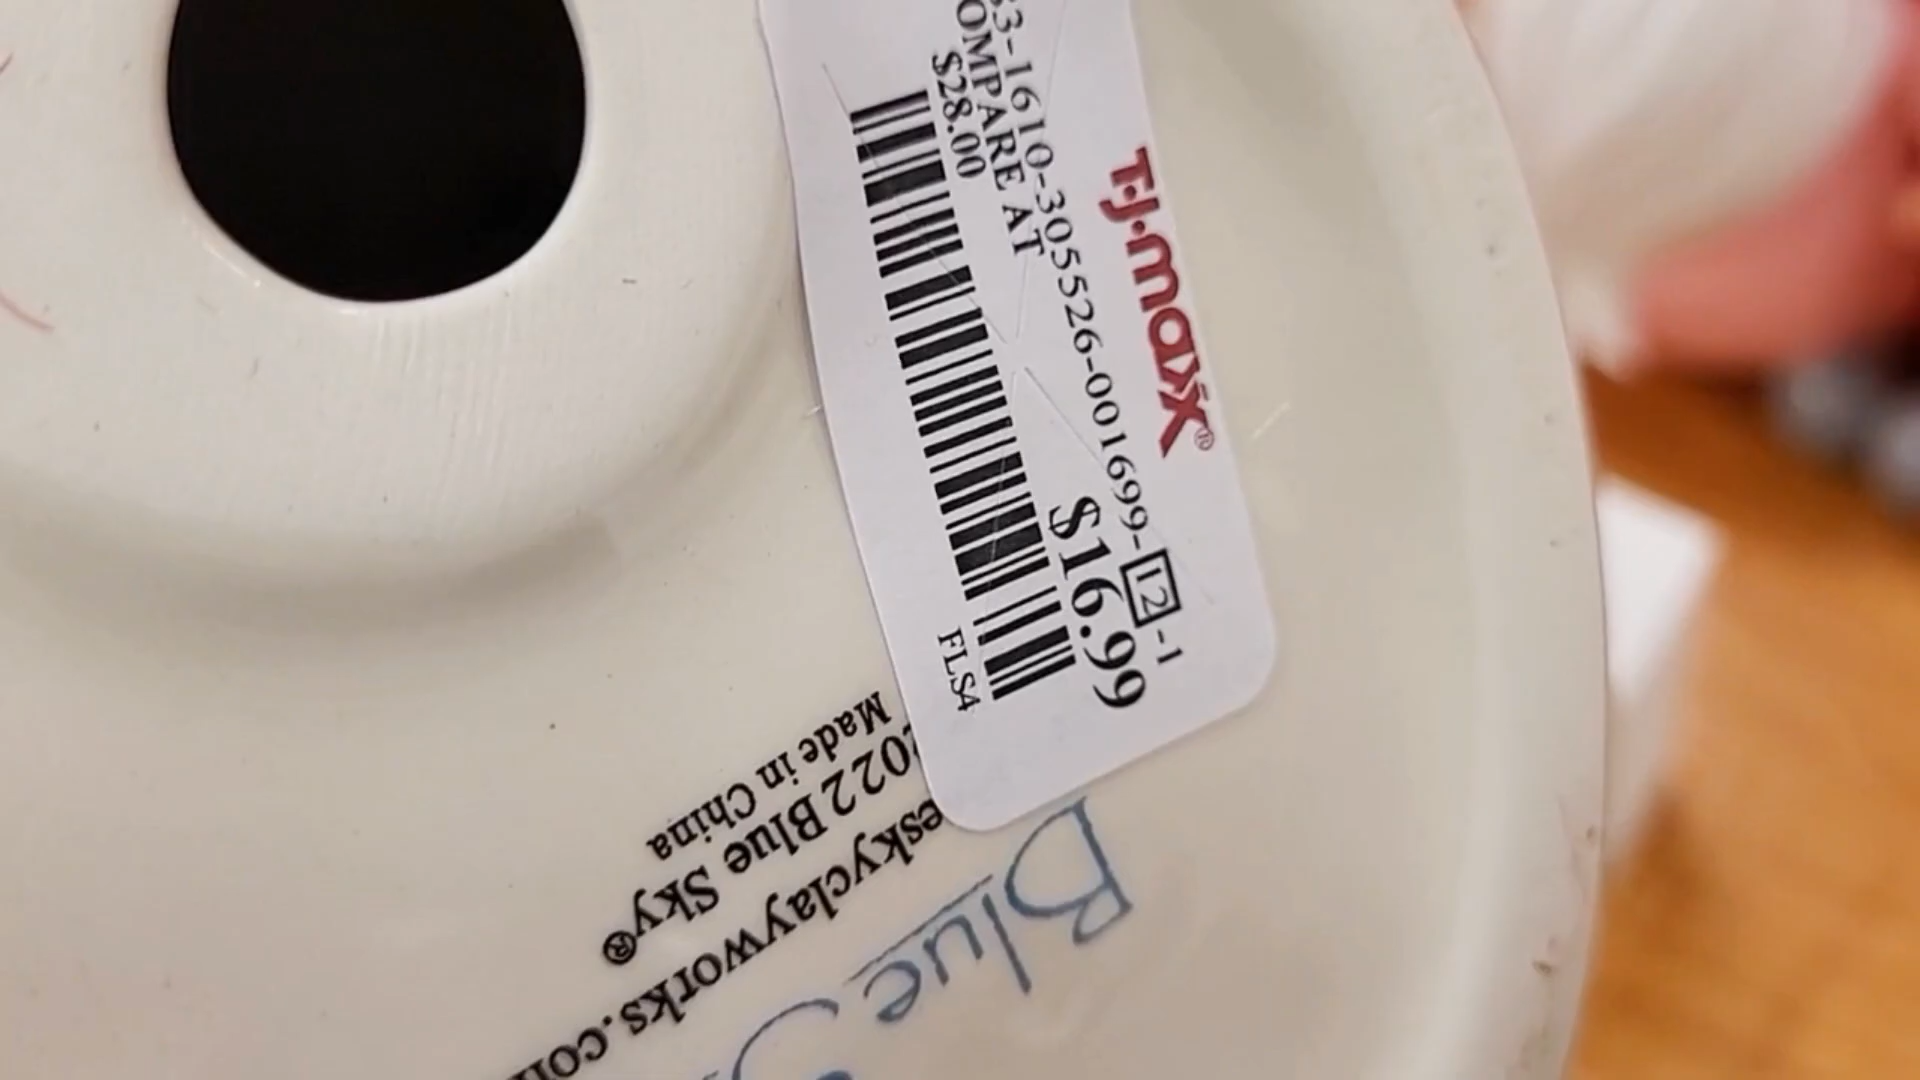 T·J·maxx®
33-1610-305526-001699-12-1
COMPARE AT
$28.00
$16.99
FLS4
Blue
eskyclayworks.com
2022 Blue Sky®
Made in China